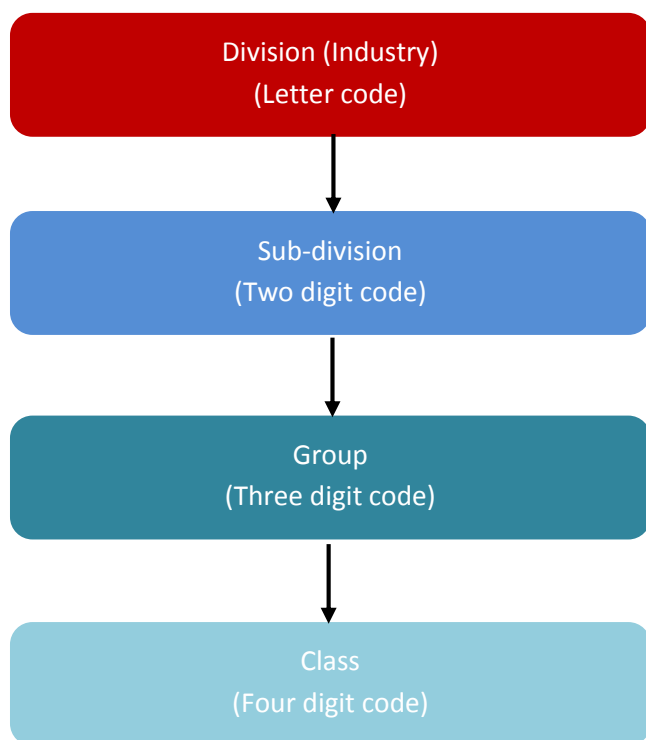 Division (Industry)
(Letter code)
Sub-division
(Two digit code)
Group
(Three digit code)
Class
(Four digit code)